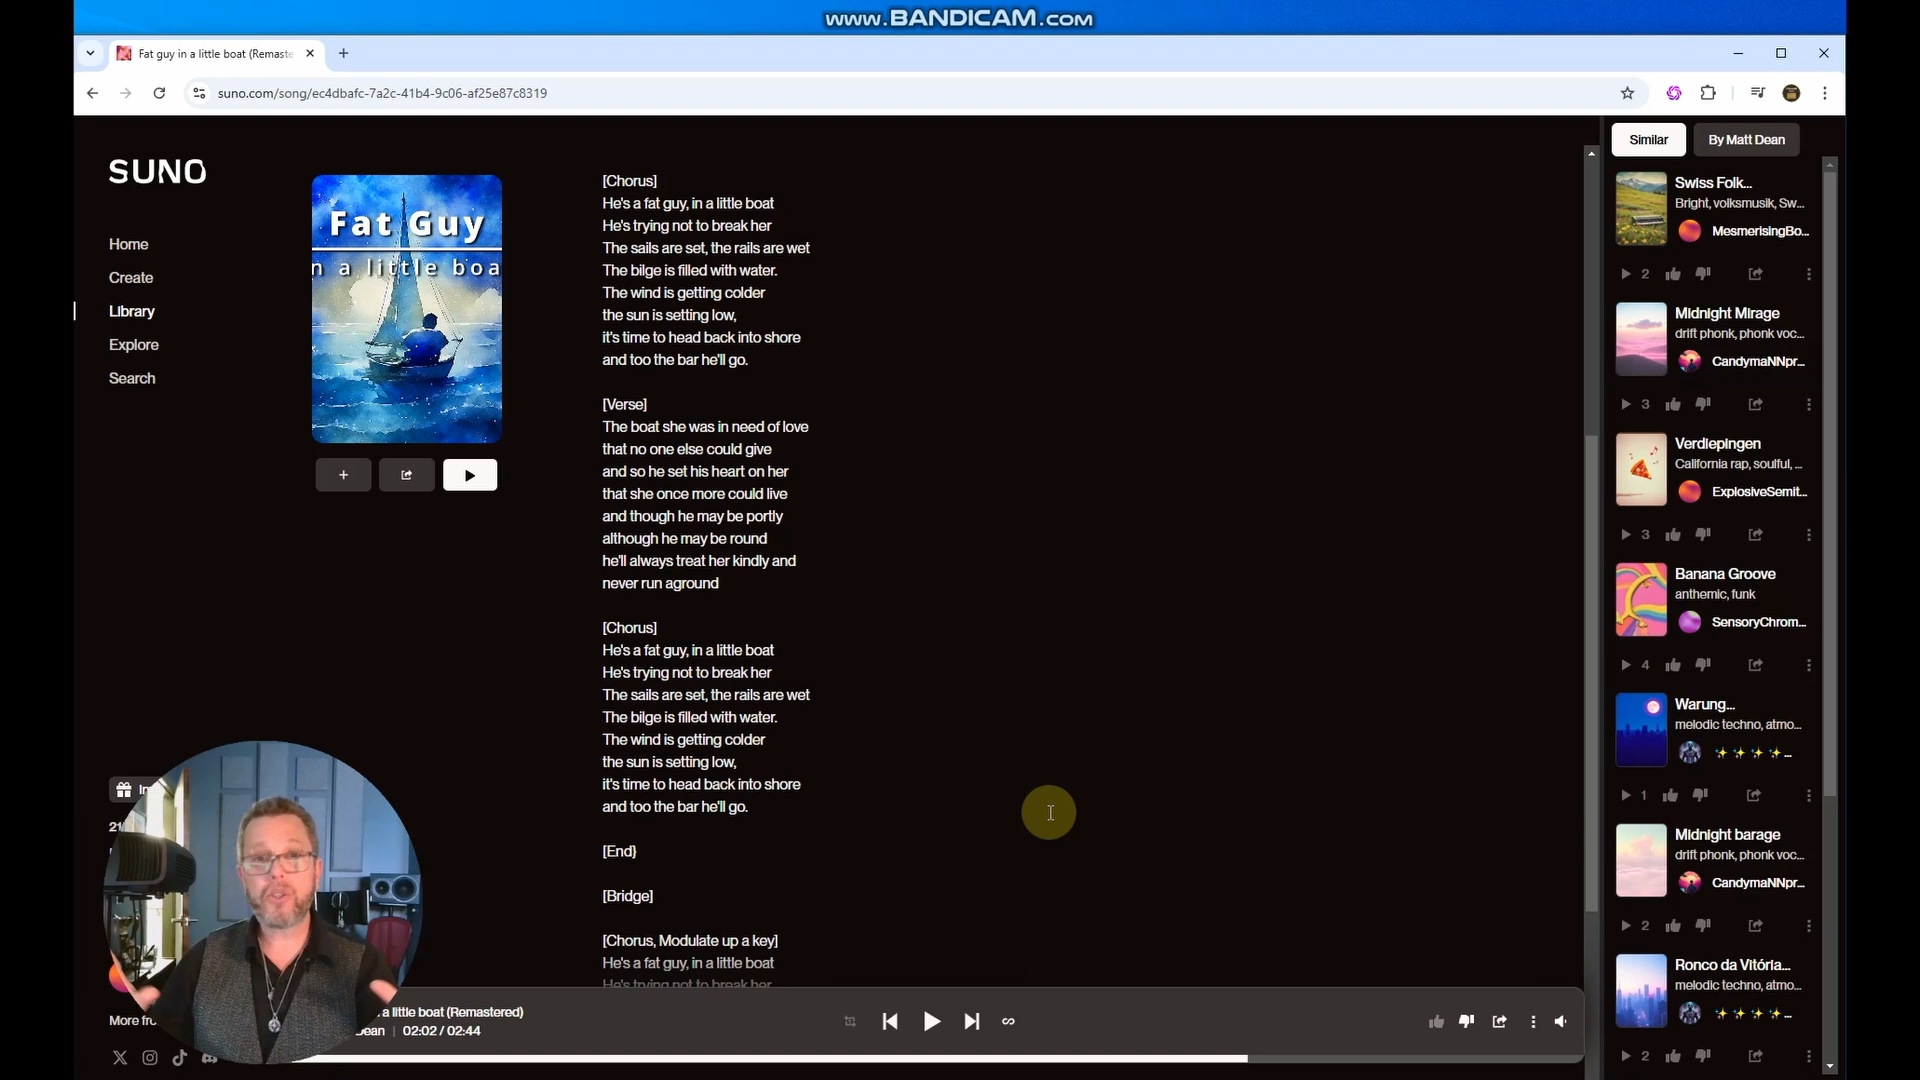 www.BANDICAM.com
Fat guy in a little boat (Remaste
suno.com/song/ec4dbafc-7a2c-41b4-9c06-af25e87c8319
SUNO
Home
Create
Library
Explore
Search
Fat Guy
n a little boa
[Chorus]
He's a fat guy, in a little boat
He's trying not to break her
The sails are set, the rails are wet
The bilge is filled with water.
The wind is getting colder
the sun is setting low,
it's time to head back into shore
and too the bar he'll go.
[Verse]
The boat she was in need of love
that no one else could give
and so he set his heart on her
that she once more could live
and though he may be portly
although he may be round
he'll always treat her kindly and
never run aground
[Chorus]
He's a fat guy, in a little boat
He's trying not to break her
The sails are set, the rails are wet
The bilge is filled with water.
The wind is getting colder
the sun is setting low,
it's time to head back into shore
and too the bar he'll go.
[End}
[Bridge]
[Chorus, Modulate up a key]
He's a fat guy, in a little boat
He's trying not to break her
More
a little boat (Remastered)
Dean | 02:02 / 02:44
Similar
By Matt Dean
Swiss Folk...
Bright, volksmusik, Sw...
MesmerisingBo...
2
Midnight Mirage
drift phonk, phonk voc...
CandymaNNpr...
3
Verdiepingen
California rap, soulful, ...
ExplosiveSemit...
3
Banana Groove
anthemic, funk
SensoryChrom...
4
Warung...
melodic techno, atmo...
1
Midnight barage
drift phonk, phonk voc...
CandymaNNpr...
2
Ronco da Vitória...
melodic techno, atmo...
2